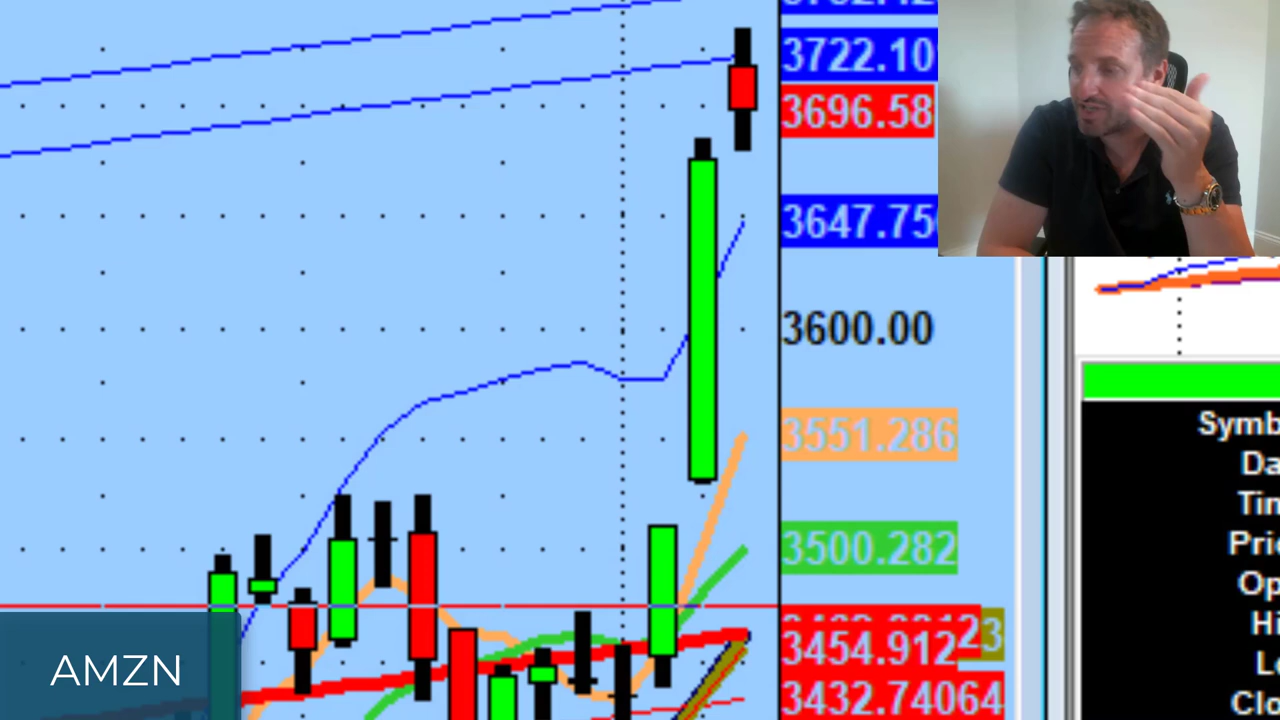 3722.10
3696.58
3647.75
3600.00
3551.286
3500.282
3454.912
3432.74064
Symb
Da
Tin
Pri
Op
Hi
Lo
Clo
AMZN